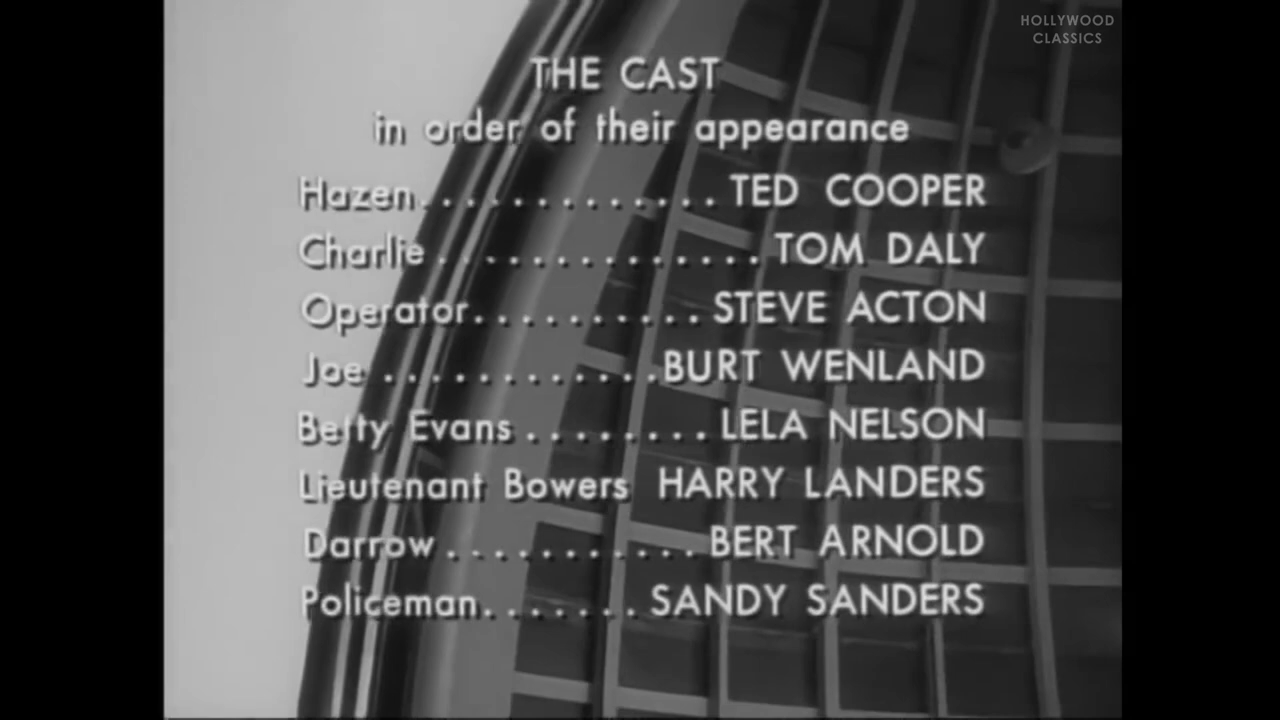 HOLLYWOOD
CLASSICS
THE CAST
in order of their appearance
Hazen.............TED COOPER
Charlie..............TOM DALY
Operator..........STEVE ACTON
Joe............BURT WENLAND
Betty Evans........LELA NELSON
Lieutenant Bowers HARRY LANDERS
Darrow...........BERT ARNOLD
Policeman.......SANDY SANDERS